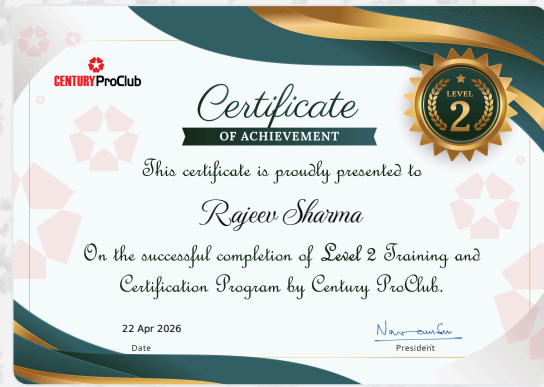 CENTURY ProClub
LEVEL
2
Certificate
OF ACHIEVEMENT
This certificate is proudly presented to
Rajeev Sharma
On the successful completion of Level 2 Training and
Certification Program by Century ProClub.
22 Apr 2026
Date
President